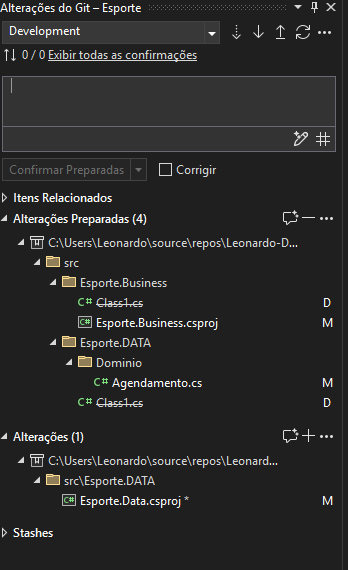 Alterações do Git – Esporte
Development
0 / 0 Exibir todas as confirmações
Confirmar Preparadas
Corrigir
Itens Relacionados
Alterações Preparadas (4)
C:\Users\Leonardo\source\repos\Leonardo-D...
src
Esporte.Business
C# Class1.cs D
C# Esporte.Business.csproj M
Esporte.DATA
Dominio
C# Agendamento.cs M
C# Class1.cs D
Alterações (1)
C:\Users\Leonardo\source\repos\Leonard...
src\Esporte.DATA
C# Esporte.Data.csproj * M
Stashes